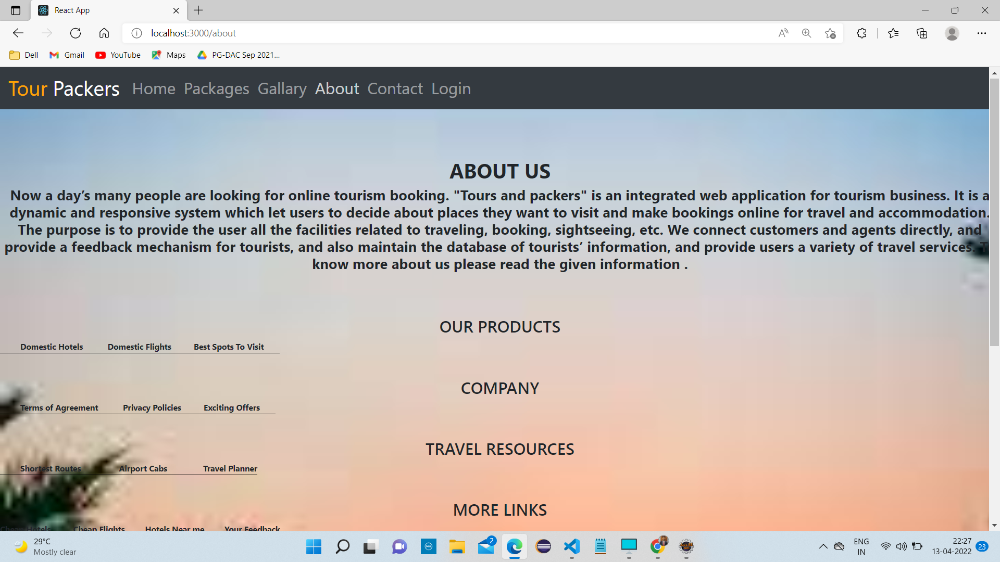 React App
localhost:3000/about
Dell Gmail YouTube Maps PG-DAC Sep 2021...
Tour Packers Home Packages Gallary About Contact Login
ABOUT US
Now a day’s many people are looking for online tourism booking. "Tours and packers" is an integrated web application for tourism business. It is a
dynamic and responsive system which let users to decide about places they want to visit and make bookings online for travel and accommodation.
The purpose is to provide the user all the facilities related to traveling, booking, sightseeing, etc. We connect customers and agents directly, and
provide a feedback mechanism for tourists, and also maintain the database of tourists’ information, and provide users a variety of travel services. T
know more about us please read the given information .
OUR PRODUCTS
Domestic Hotels Domestic Flights Best Spots To Visit
COMPANY
Terms of Agreement Privacy Policies Exciting Offers
TRAVEL RESOURCES
Shortest Routes Airport Cabs Travel Planner
MORE LINKS
Cheap Hotels Cheap Flights Hotels Near me Your Feedback
29°C
Mostly clear
2
ENG
IN
22:27
13-04-2022
23